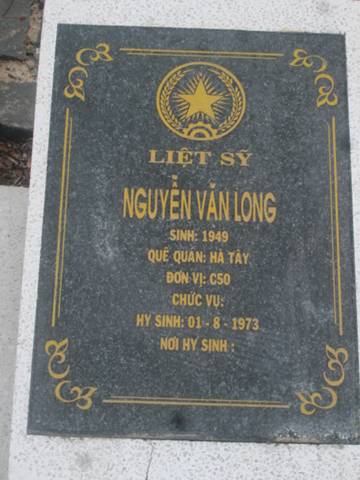 LIỆT SỸ
NGUYỄN VĂN LONG
SINH: 1949
QUÊ QUÁN: HÀ TÂY
ĐƠN VỊ: C50
CHỨC VỤ:
HY SINH: 01 - 8 - 1973
NƠI HY SINH :